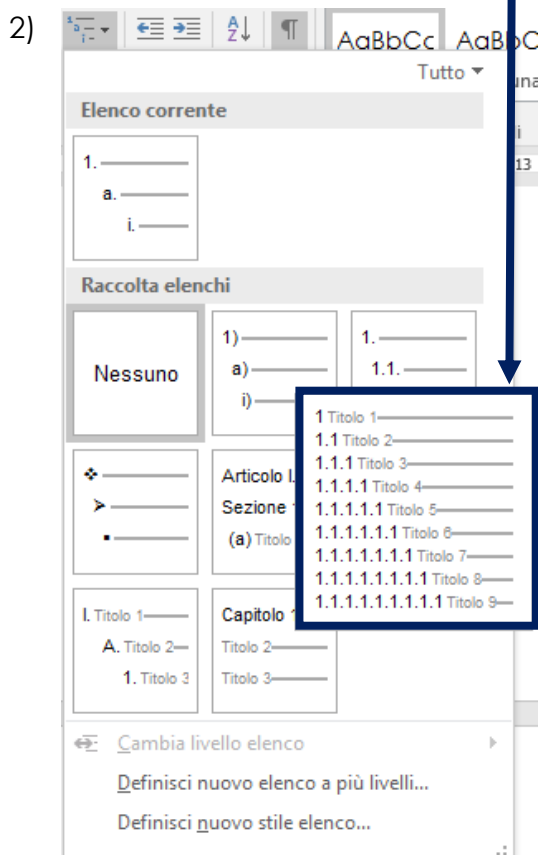 2)
AaBbCc AaBbC
Tutto
una
Elenco corrente
i
13
1.
a.
i.
Raccolta elenchi
Nessuno
1)
a)
i)
1.
1.1.
1 Titolo 1
1.1 Titolo 2
1.1.1 Titolo 3
1.1.1.1 Titolo 4
1.1.1.1.1 Titolo 5
1.1.1.1.1.1 Titolo 6
1.1.1.1.1.1.1 Titolo 7
1.1.1.1.1.1.1.1 Titolo 8
1.1.1.1.1.1.1.1.1 Titolo 9
Articolo I.
Sezione
(a) Titolo
I. Titolo 1
A. Titolo 2
1. Titolo 3
Capitolo 1
Titolo 2
Titolo 3
Cambia livello elenco
Definisci nuovo elenco a più livelli...
Definisci nuovo stile elenco...